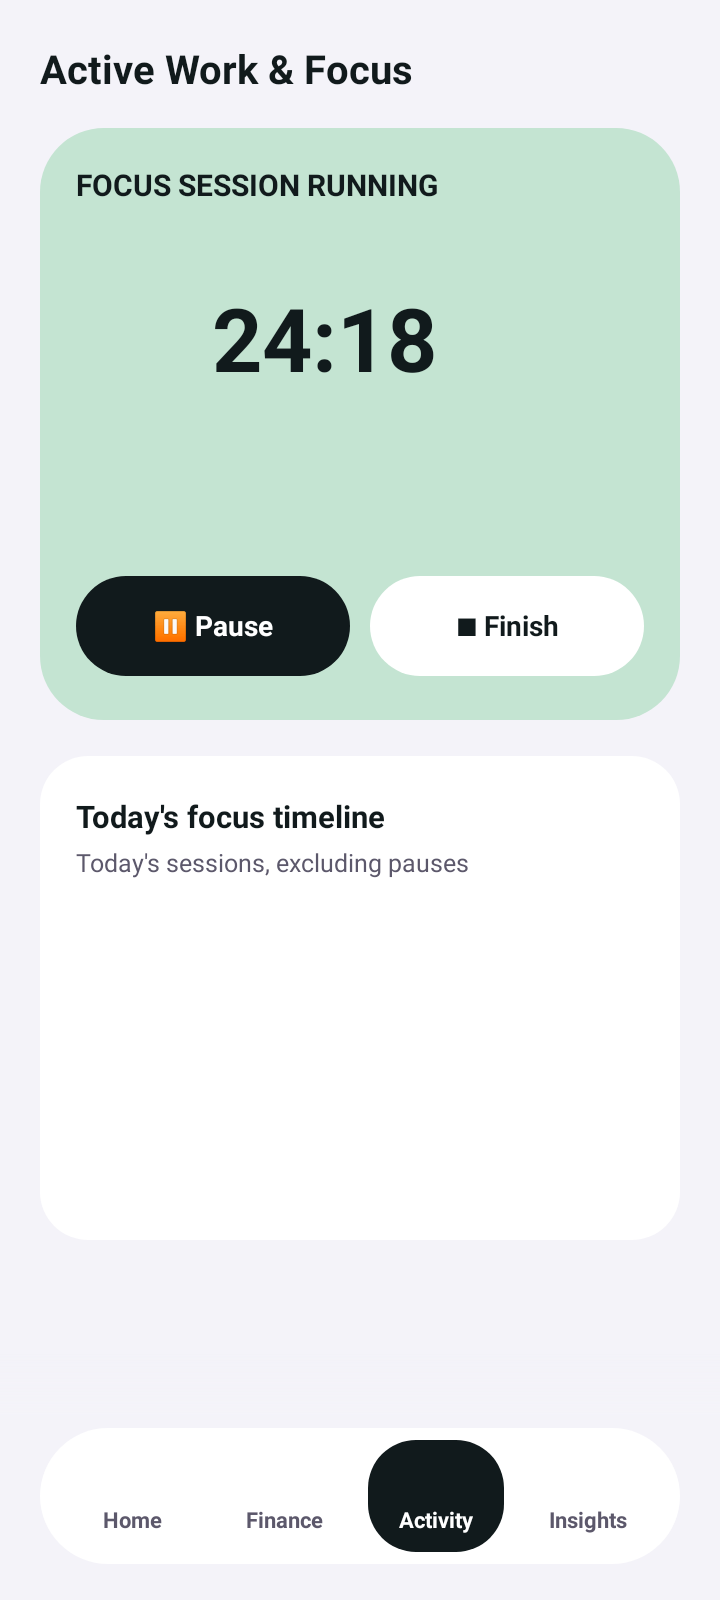 Active Work & Focus
FOCUS SESSION RUNNING
24:18
⏸️ Pause
■ Finish
Today's focus timeline
Today's sessions, excluding pauses
Home
Finance
Activity
Insights